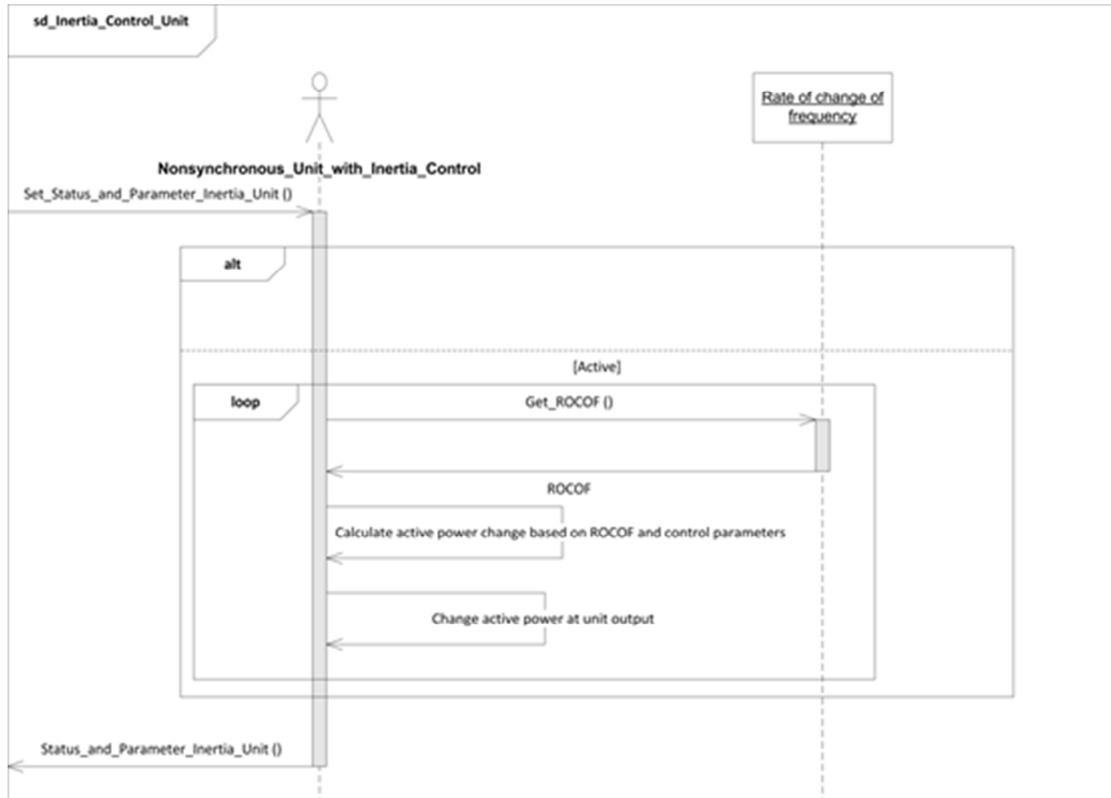 sd_Inertia_Control_Unit
Rate of change of
frequency
Nonsynchronous_Unit_with_Inertia_Control
Set_Status_and_Parameter_Inertia_Unit ()
alt
[Active]
loop
Get_ROCOF ()
ROCOF
Calculate active power change based on ROCOF and control parameters
Change active power at unit output
Status_and_Parameter_Inertia_Unit ()